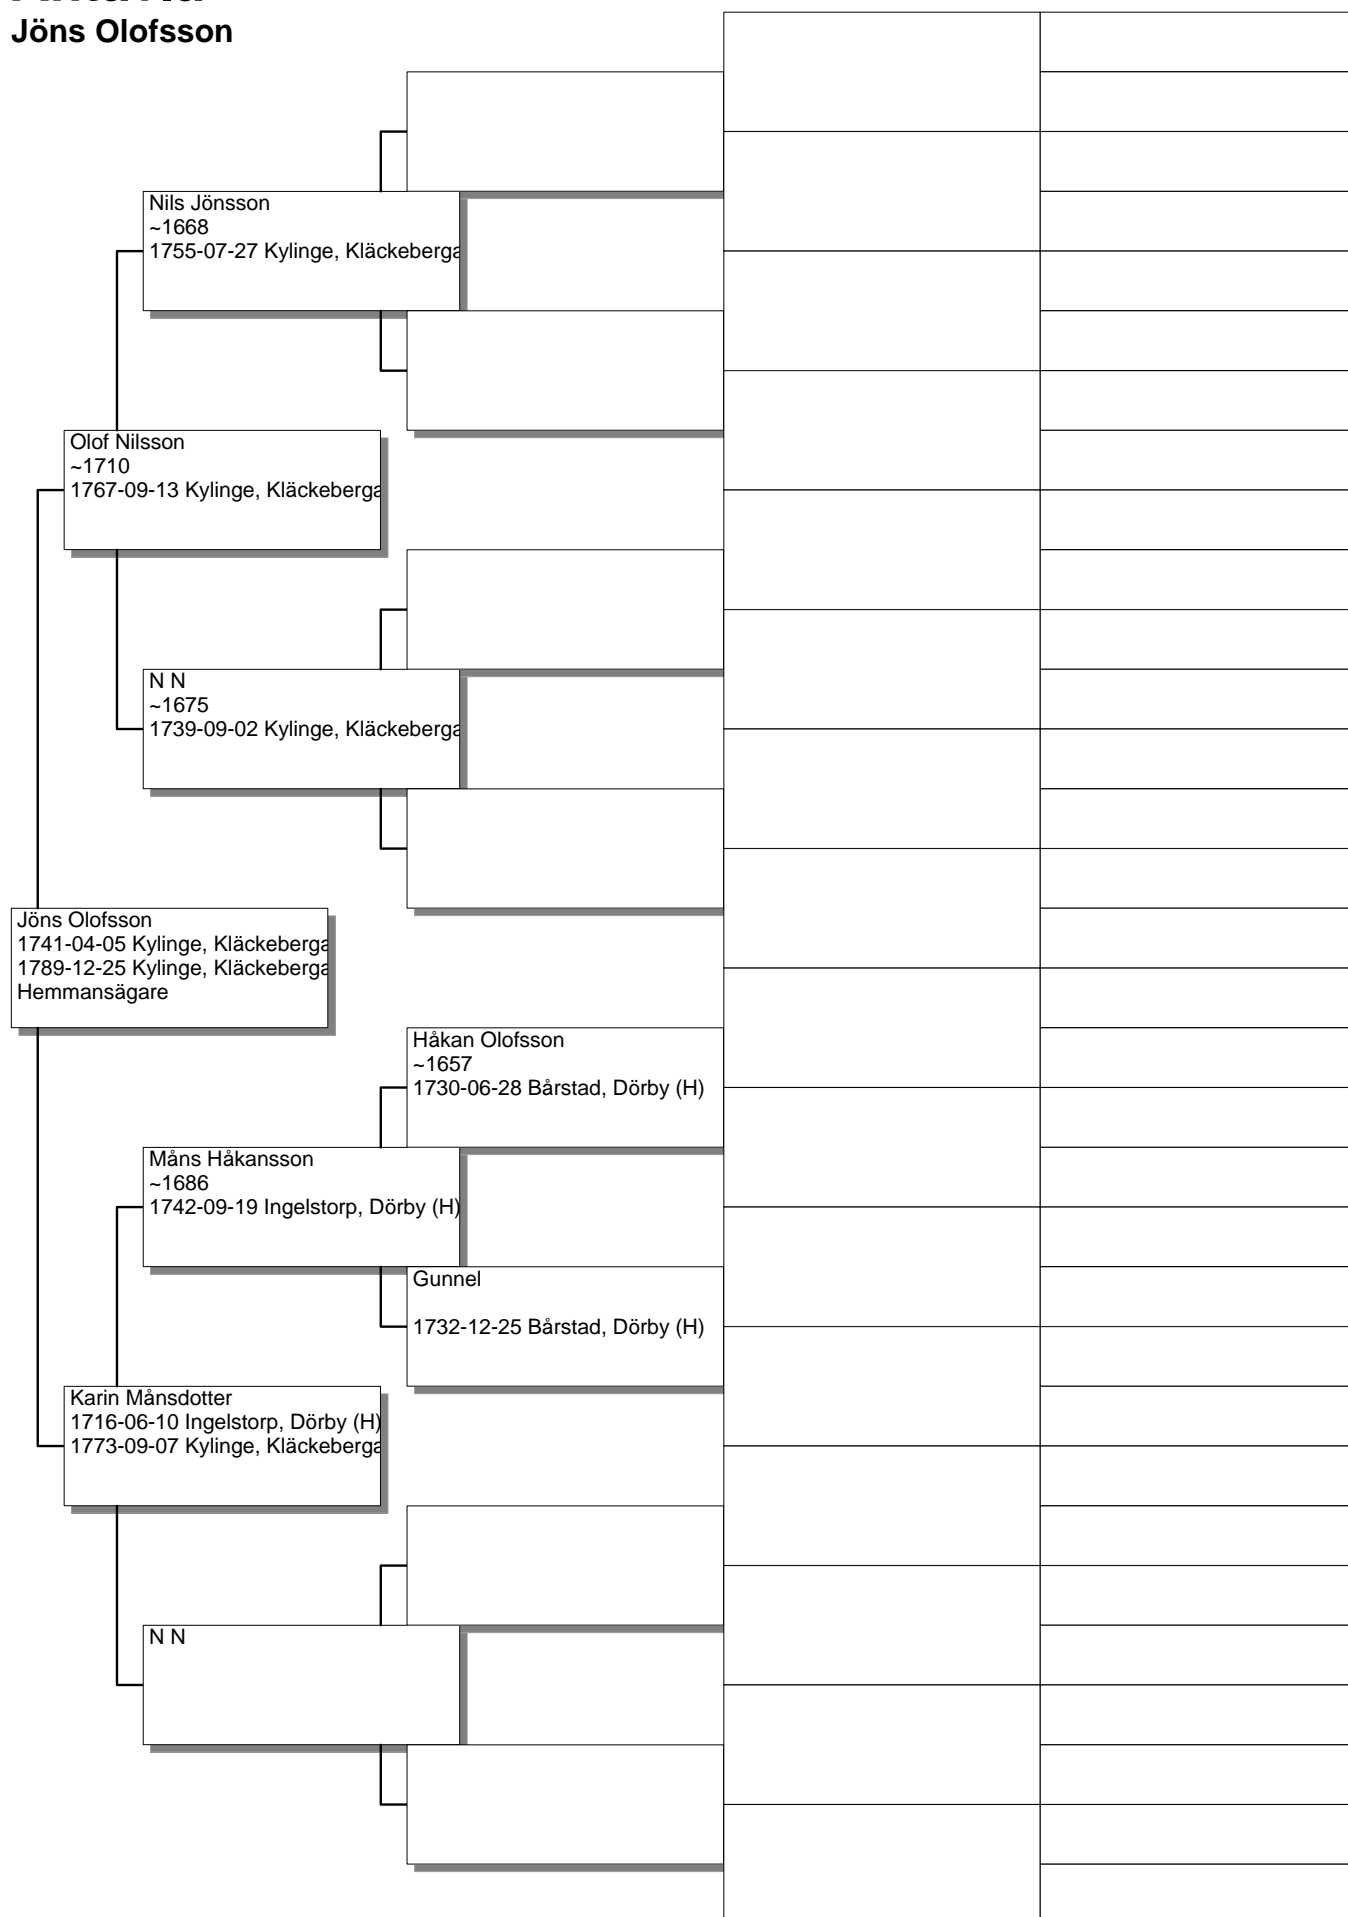 Jöns Olofsson
Nils Jönsson
~1668
1755-07-27 Kylinge, Kläckeberga
Olof Nilsson
~1710
1767-09-13 Kylinge, Kläckeberga
N N
~1675
1739-09-02 Kylinge, Kläckeberga
Jöns Olofsson
1741-04-05 Kylinge, Kläckeberga
1789-12-25 Kylinge, Kläckeberga
Hemmansägare
Håkan Olofsson
~1657
1730-06-28 Bårstad, Dörby (H)
Måns Håkansson
~1686
1742-09-19 Ingelstorp, Dörby (H)
Gunnel
1732-12-25 Bårstad, Dörby (H)
Karin Månsdotter
1716-06-10 Ingelstorp, Dörby (H)
1773-09-07 Kylinge, Kläckeberga
N N